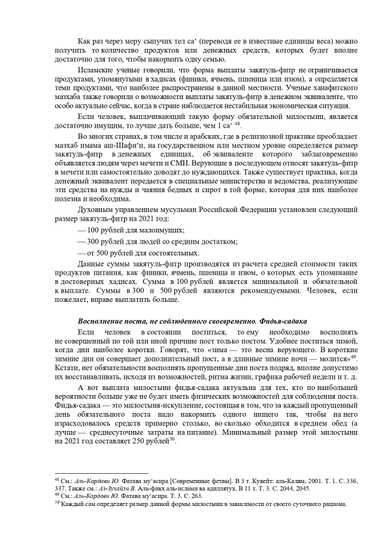 Как раз через меру сыпучих тел са‘ (переводя ее в известные единицы веса) можно
получить то количество продуктов или денежных средств, которых будет вполне
достаточно для того, чтобы накормить одну семью.
Исламские ученые говорили, что форма выплаты закятуль-фитр не ограничивается
продуктами, упомянутыми в хадисах (финики, ячмень, пшеница или изюм), а определяется
теми продуктами, что наиболее распространены в данной местности. Ученые ханафитского
мазхаба также говорили о возможности выплаты закятуль-фитр в денежном эквиваленте, что
особо актуально сейчас, когда в стране наблюдается нестабильная экономическая ситуация.
Если человек, выплачивающий такую форму обязательной милостыни, является
достаточно имущим, то лучше дать больше, чем 1 са‘ ⁴⁸.
Во многих странах, в том числе и арабских, где в религиозной практике преобладает
мазхаб имама аш-Шафи‘и, на государственном или местном уровне определяется размер
закятуль-фитр в денежных единицах, об эквиваленте которого заблаговременно
объявляется людям через мечети и СМИ. Верующие в последующем относят закятуль-фитр
в мечети или самостоятельно доводят до нуждающихся. Также существует практика, когда
денежный эквивалент передается в специальные министерства и ведомства, реализующие
эти средства на нужды и чаяния бедных и сирот в той форме, которая для них наиболее
полезна и необходима.
Духовным управлением мусульман Российской Федерации установлен следующий
размер закятуль-фитр на 2021 год:
— 100 рублей для малоимущих;
— 300 рублей для людей со средним достатком;
— от 500 рублей для состоятельных.
Данные суммы закятуль-фитр производятся из расчета средней стоимости таких
продуктов питания, как финики, ячмень, пшеница и изюм, о которых есть упоминание
в достоверных хадисах. Сумма в 100 рублей является минимальной и обязательной
к выплате. Суммы в 300 и 500 рублей являются рекомендуемыми. Человек, если
пожелает, вправе выплатить больше.
Восполнение поста, не соблюдённого своевременно. Фидья-садака
Если человек в состоянии поститься, то ему необходимо восполнять
не совершенный по той или иной причине пост только постом. Удобнее поститься зимой,
когда дни наиболее коротки. Говорят, что «зима — это весна верующего. В короткие
зимние дни он совершает дополнительный пост, а в длинные зимние ночи — молится»⁴⁹.
Кстати, нет обязательности восполнять пропущенные дни поста подряд, вполне допустимо
их восстанавливать, исходя из возможностей, ритма жизни, графика рабочей недели и т. д.
А вот выплата милостыни фидья-садака актуальна для тех, кто по наибольшей
вероятности больше уже не будет иметь физических возможностей для соблюдения поста.
Фидья-садака — это милостыня-искупление, состоящая в том, что за каждый пропущенный
день обязательного поста надо накормить одного нищего так, чтобы на него
израсходовалось средств примерно столько, во сколько обходится в среднем обед (а
лучше — среднесуточные затраты на питание). Минимальный размер этой милостыни
на 2021 год составляет 250 рублей⁵⁰.
⁴⁸ См.: Аль-Кардави Ю. Фатава му‘асыра [Современные фетвы]. В 3 т. Кувейт: аль-Калям, 2001. Т. 1. С. 336,
337. Также см.: Аз-Зухайли В. Аль-фикх аль-ислами ва адиллятух. В 11 т. Т. 3. С. 2044, 2045.
⁴⁹ См.: Аль-Кардави Ю. Фатава му‘асыра. Т. 3. С. 263.
⁵⁰ Каждый сам определяет размер данной формы милостыни в зависимости от своего суточного рациона.